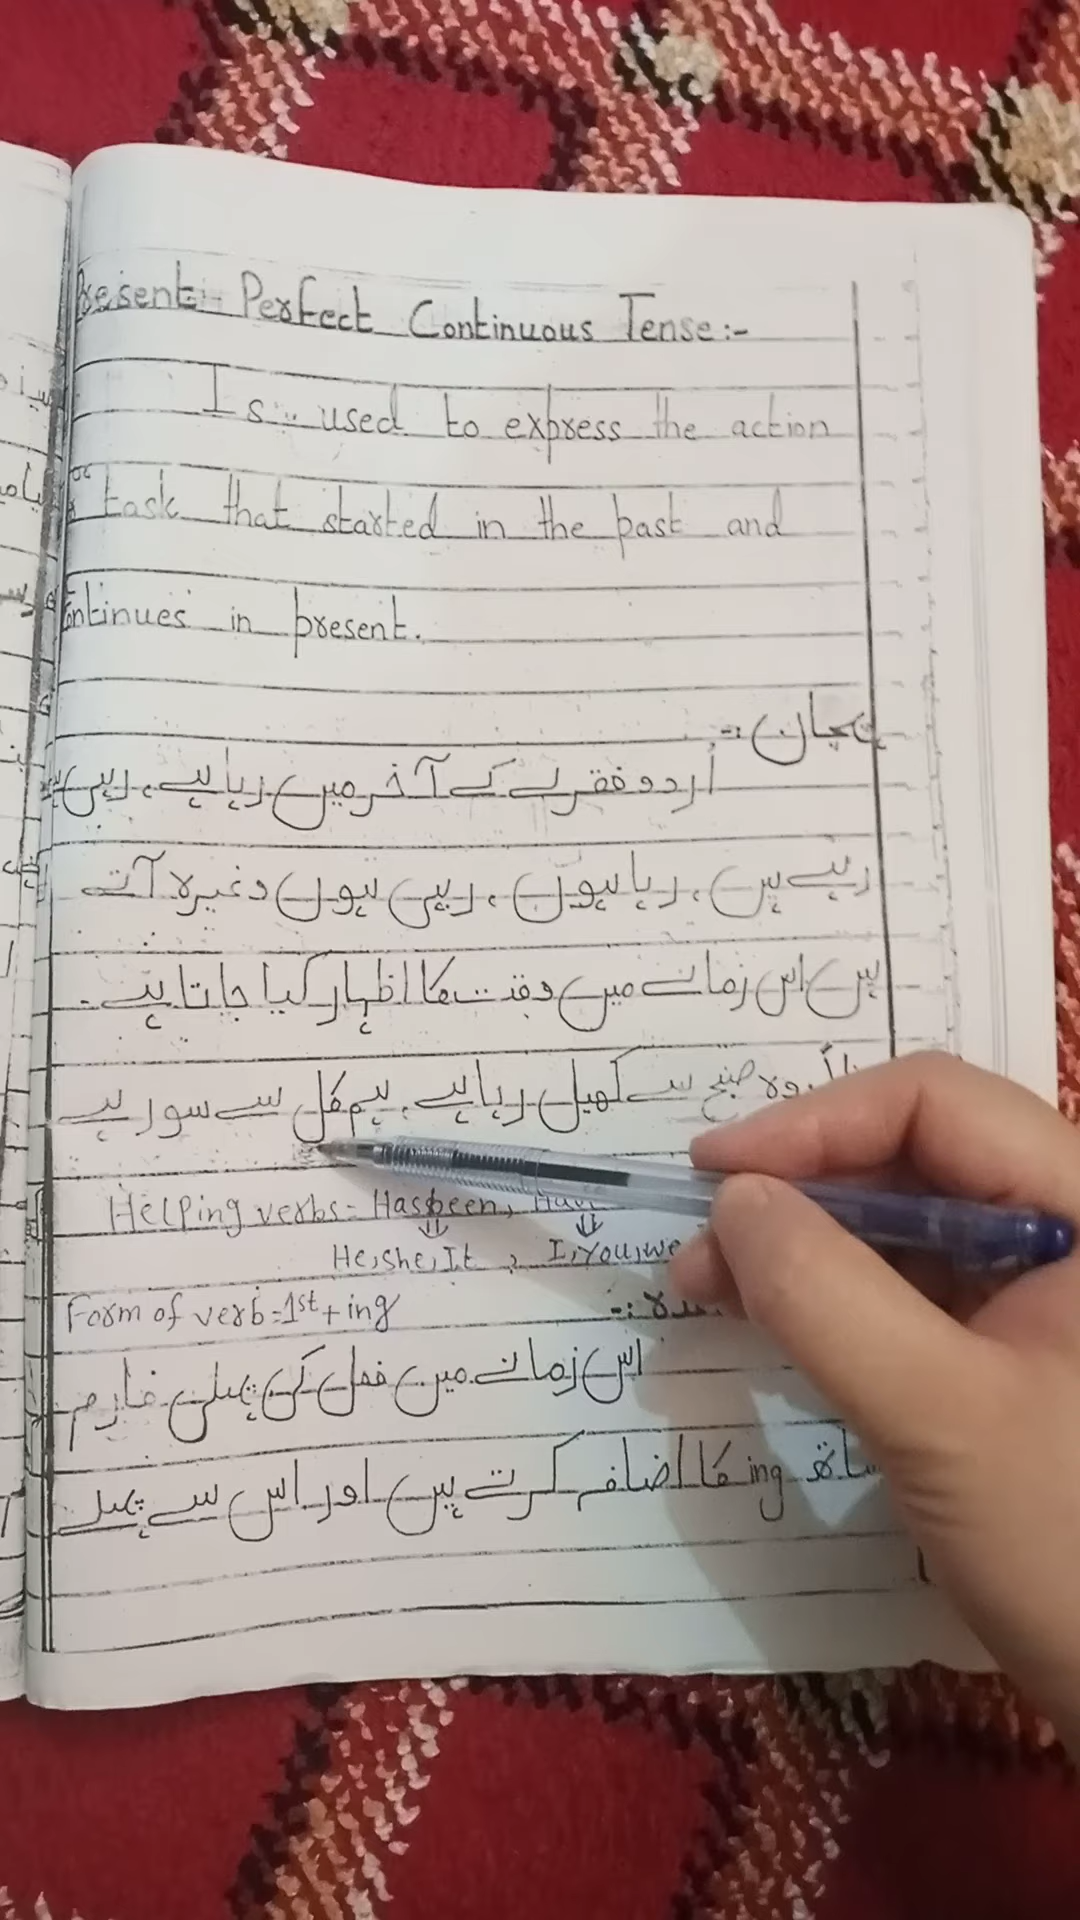 Present:- Perfect Continuous Tense:-
Is used to express the action
or task that started in the past and
continues in present.
پہچان :-
اُردو فقرے کے آخر میں رہا ہے، رہی ہے
رہے ہیں، رہا ہوں، رہی ہوں وغیرہ آتے
ہیں اس زمانے میں وقت کا اظہار کیا جاتا ہے۔
وہ صبح سے کھیل رہا ہے، ہم کل سے سو رہے
Helping verbs = Has been, Have
He, She, It , I, You, we
Form of verb = 1st + ing
اس زمانے میں فعل کی پہلی فارم
ساتھ ing کا اضافہ کرتے ہیں اور اس سے پہلے